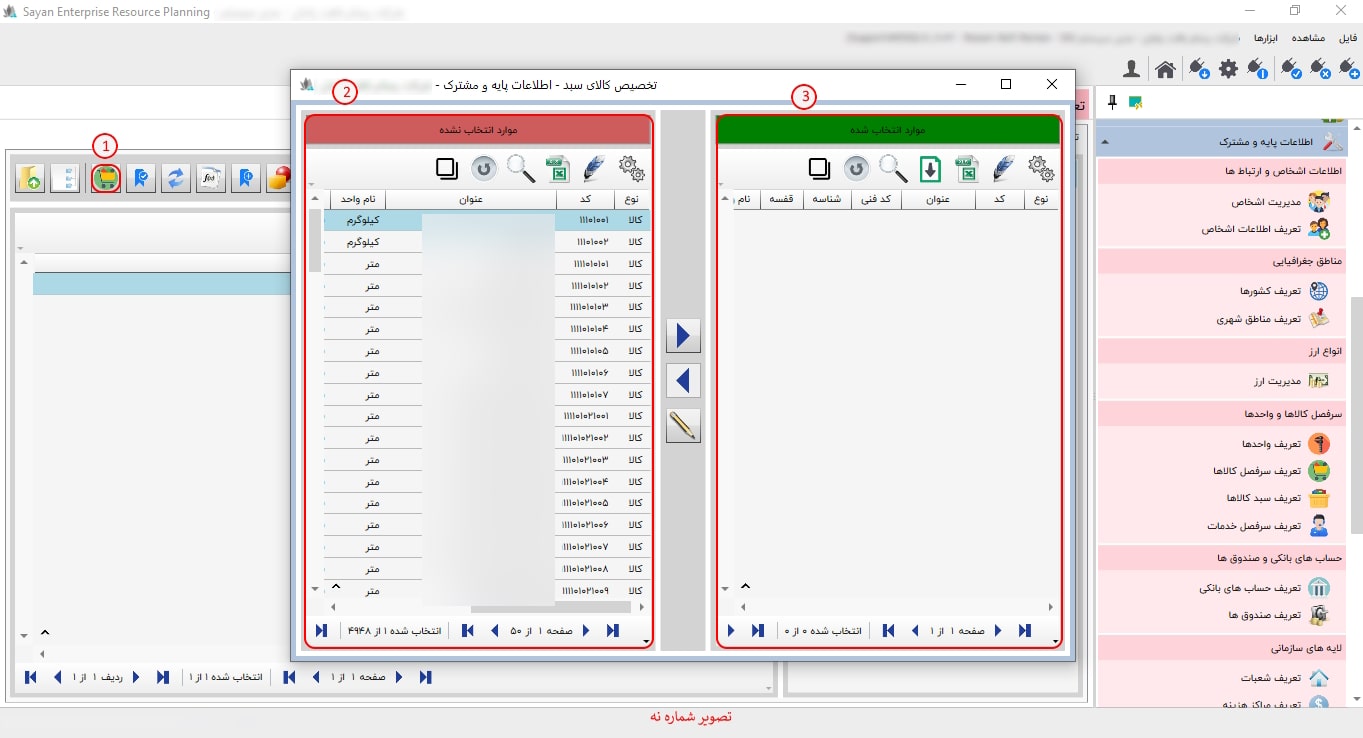 Sayan Enterprise Resource Planning
فایل
مشاهده
ابزارها
تخصیص کالای سبد - اطلاعات پایه و مشترک -
1
2
3
موارد انتخاب شده
نوع
کد
عنوان
کد فنی
شناسه
قفسه
نام
صفحه ۱ از ۱
انتخاب شده ۰ از ۰
موارد انتخاب نشده
نوع
کد
عنوان
نام واحد
کالا ۱۱۱۰۱۰۰۱ کیلوگرم
کالا ۱۱۱۰۱۰۰۲ کیلوگرم
کالا ۱۱۱۱۰۱۰۱۰۱ متر
کالا ۱۱۱۱۰۱۰۱۰۲ متر
کالا ۱۱۱۱۰۱۰۱۰۳ متر
کالا ۱۱۱۱۰۱۰۱۰۴ متر
کالا ۱۱۱۱۰۱۰۱۰۵ متر
کالا ۱۱۱۱۰۱۰۱۰۶ متر
کالا ۱۱۱۱۰۱۰۱۰۷ متر
کالا ۱۱۱۱۰۱۰۲۱۰۰۱ متر
کالا ۱۱۱۱۰۱۰۲۱۰۰۲ متر
کالا ۱۱۱۱۰۱۰۲۱۰۰۳ متر
کالا ۱۱۱۱۰۱۰۲۱۰۰۴ متر
کالا ۱۱۱۱۰۱۰۲۱۰۰۵ متر
کالا ۱۱۱۱۰۱۰۲۱۰۰۶ متر
کالا ۱۱۱۱۰۱۰۲۱۰۰۷ متر
کالا ۱۱۱۱۰۱۰۲۱۰۰۸ متر
کالا ۱۱۱۱۰۱۰۲۱۰۰۹ متر
صفحه ۱ از ۵۰
انتخاب شده ۱ از ۴۹۴۸
اطلاعات پایه و مشترک
اطلاعات اشخاص و ارتباط ها
مدیریت اشخاص
تعریف اطلاعات اشخاص
مناطق جغرافیایی
تعریف کشورها
تعریف مناطق شهری
انواع ارز
مدیریت ارز
سرفصل کالاها و واحدها
تعریف واحدها
تعریف سرفصل کالاها
تعریف سبد کالاها
تعریف سرفصل خدمات
حساب های بانکی و صندوق ها
تعریف حساب های بانکی
تعریف صندوق ها
لایه های سازمانی
تعریف شعبات
تعریف مراکز هزینه
صفحه ۱ از ۱
انتخاب شده ۱ از ۱
ردیف ۱ از ۱
تصویر شماره نه